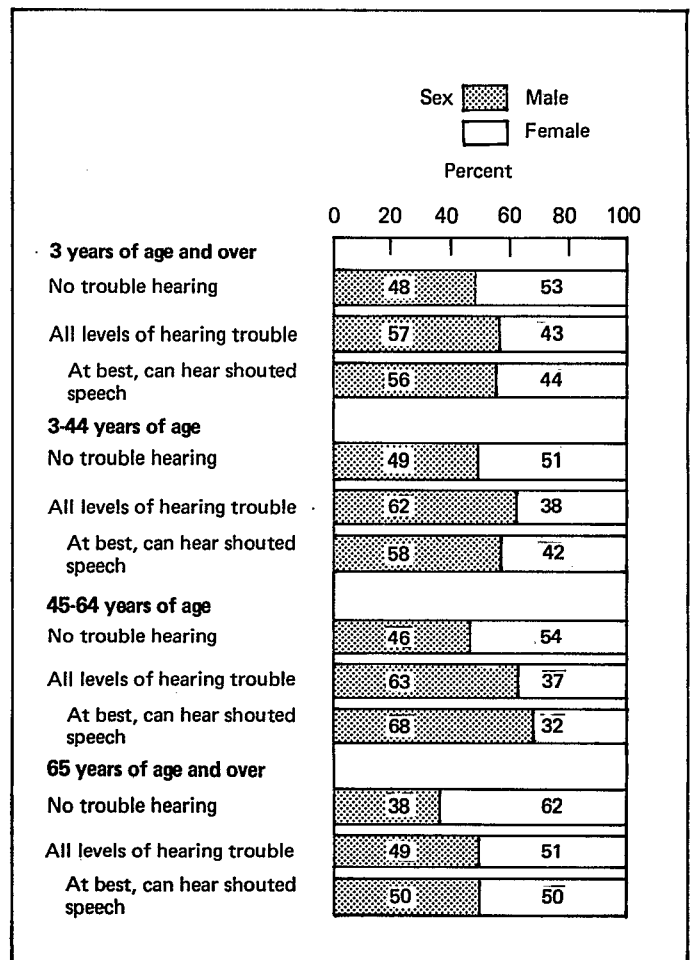 Sex Male
Female
Percent
0 20 40 60 80 100
3 years of age and over
No trouble hearing 48 53
All levels of hearing trouble 57 43
At best, can hear shouted
speech 56 44
3-44 years of age
No trouble hearing 49 51
All levels of hearing trouble 62 38
At best, can hear shouted
speech 58 42
45-64 years of age
No trouble hearing 46 54
All levels of hearing trouble 63 37
At best, can hear shouted
speech 68 32
65 years of age and over
No trouble hearing 38 62
All levels of hearing trouble 49 51
At best, can hear shouted
speech 50 50